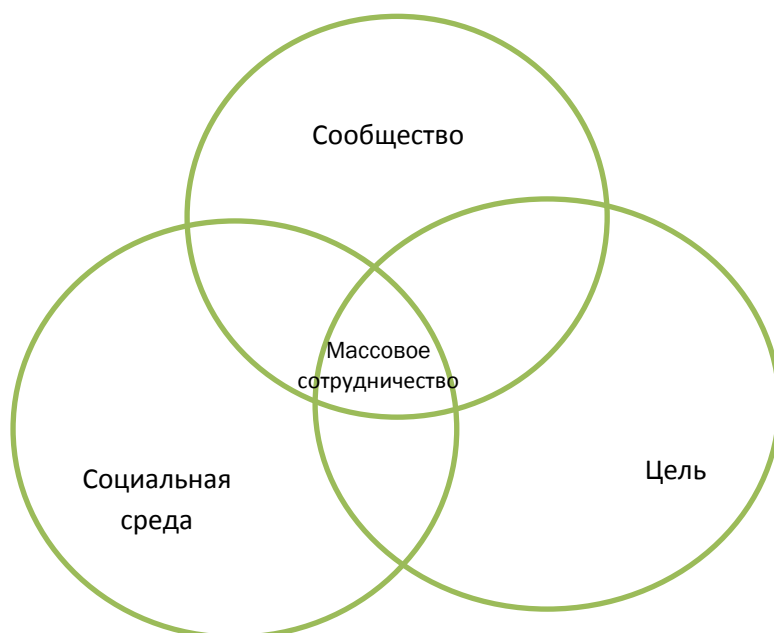 Сообщество
Массовое
сотрудничество
Социальная
среда
Цель